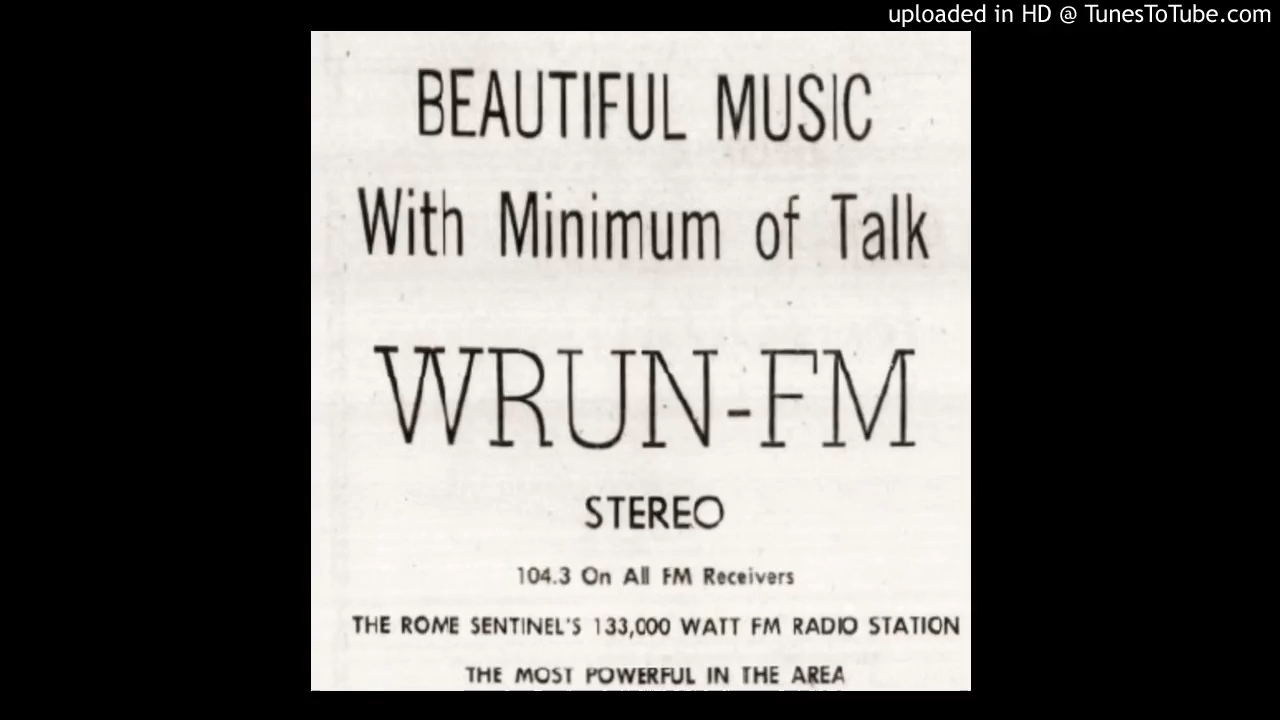 uploaded in HD @ TunesToTube.com
BEAUTIFUL MUSIC
With Minimum of Talk
WRUN-FM
STEREO
104.3 On All FM Receivers
THE ROME SENTINEL'S 133,000 WATT FM RADIO STATION
THE MOST POWERFUL IN THE AREA